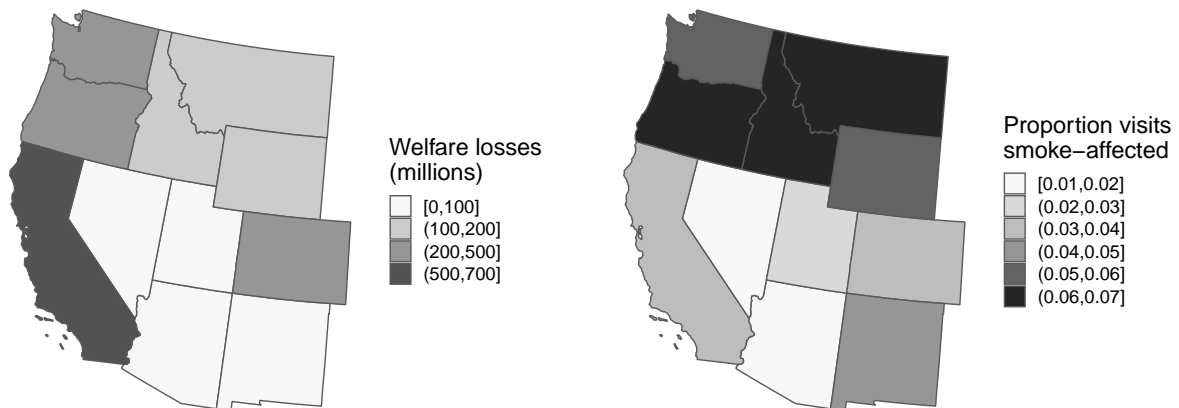 Welfare losses
(millions)
[0,100]
(100,200]
(200,500]
(500,700]
Proportion visits
smoke−affected
[0.01,0.02]
(0.02,0.03]
(0.03,0.04]
(0.04,0.05]
(0.05,0.06]
(0.06,0.07]